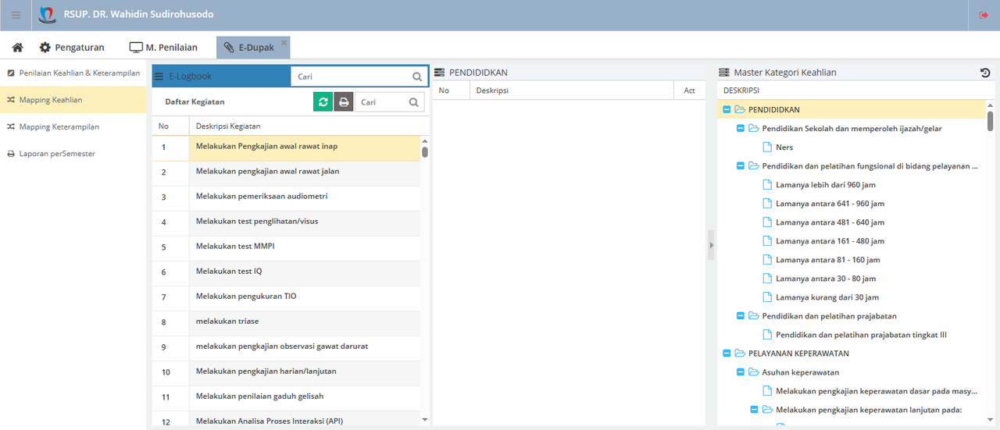 RSUP. DR. Wahidin Sudirohusodo
Pengaturan
M. Penilaian
E-Dupak
Penilaian Keahlian & Keterampilan
Mapping Keahlian
Mapping Keterampilan
Laporan perSemester
E-Logbook
Cari
Daftar Kegiatan
Cari
No Deskripsi Kegiatan
1 Melakukan Pengkajian awal rawat inap
2 Melakukan pengkajian awal rawat jalan
3 Melakukan pemeriksaan audiometri
4 Melakukan test penglihatan/visus
5 Melakukan test MMPI
6 Melakukan test IQ
7 Melakukan pengukuran TIO
8 melakukan triase
9 melakukan pengkajian observasi gawat darurat
10 Melakukan pengkajian harian/lanjutan
11 Melakukan penilaian gaduh gelisah
12 Melakukan Analisa Proses Interaksi (API)
PENDIDIDKAN
No Deskripsi Act
Master Kategori Keahlian
DESKRIPSI
PENDIDIDKAN
Pendidikan Sekolah dan memperoleh ijazah/gelar
Ners
Pendidikan dan pelatihan fungsional di bidang pelayanan ...
Lamanya lebih dari 960 jam
Lamanya antara 641 - 960 jam
Lamanya antara 481 - 640 jam
Lamanya antara 161 - 480 jam
Lamanya antara 81 - 160 jam
Lamanya antara 30 - 80 jam
Lamanya kurang dari 30 jam
Pendidikan dan pelatihan prajabatan
Pendidikan dan pelatihan prajabatan tingkat III
PELAYANAN KEPERAWATAN
Asuhan keperawatan
Melakukan pengkajian keperawatan dasar pada masy...
Melakukan pengkajian keperawatan lanjutan pada: